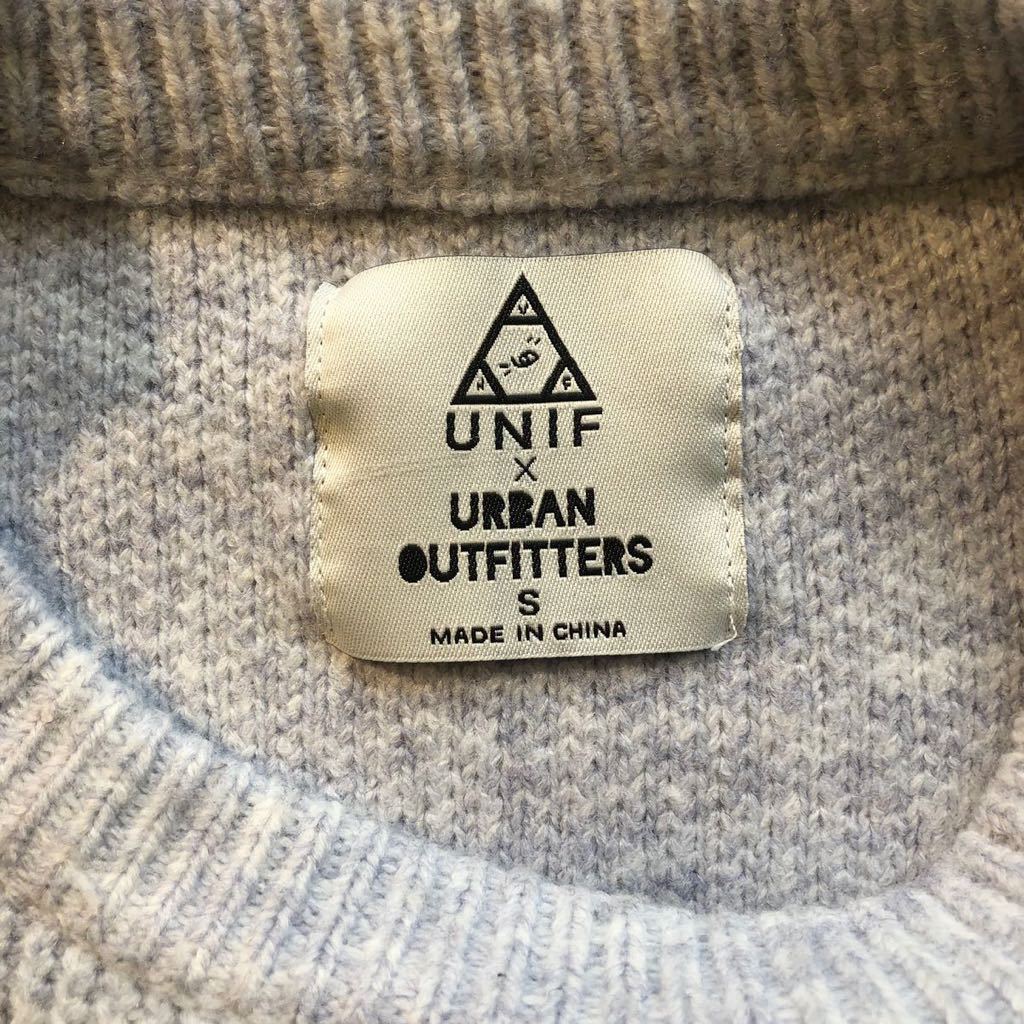 U
N F
UNIF
X
URBAN
OUTFITTERS
S
MADE IN CHINA